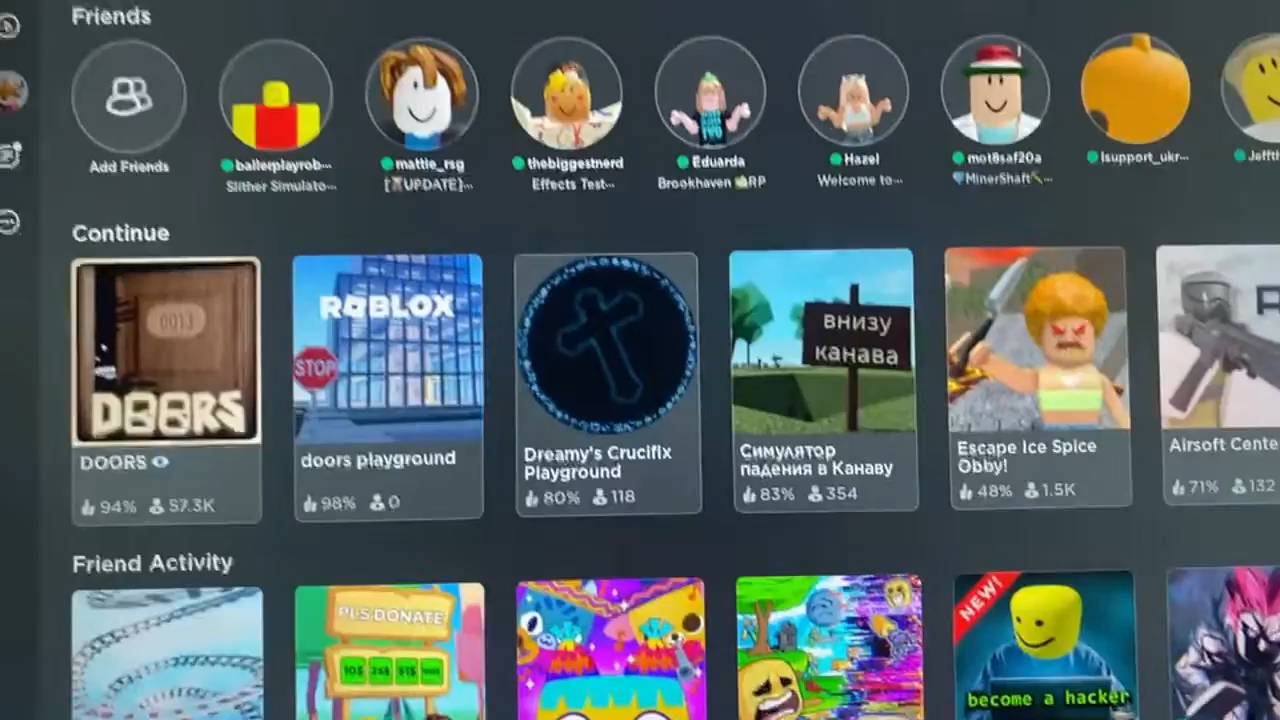 Friends
Add Friends
ballerplayrob...
Slither Simulato...
mattie_rsg
[⌛UPDATE]...
thebiggestnerd
Effects Test...
Eduarda
Brookhaven 🏡RP
Hazel
Welcome to...
mot8saf20a
💎MinerShaft⛏...
lsupport_ukr...
Jeffth
Continue
0013
DOORS
DOORS 👁
94% 57.3K
ROBLOX
STOP
doors playground
98% 0
Dreamy's Crucifix
Playground
80% 118
внизу
канава
Симулятор
падения в Канаву
83% 354
Escape Ice Spice
Obby!
48% 1.5K
Airsoft Cente
71% 132
Friend Activity
PLS DONATE
NEW!
become a hacker